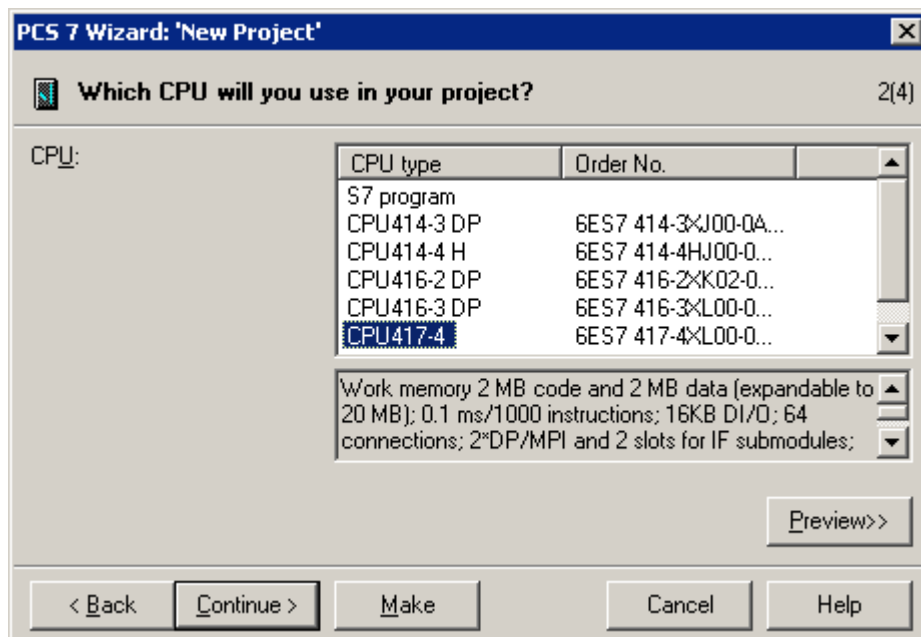 PCS 7 Wizard: 'New Project'
Which CPU will you use in your project? 2(4)
CPU:
CPU type Order No.
S7 program
CPU414-3 DP 6ES7 414-3XJ00-0A...
CPU414-4 H 6ES7 414-4HJ00-0...
CPU416-2 DP 6ES7 416-2XK02-0...
CPU416-3 DP 6ES7 416-3XL00-0...
CPU417-4 6ES7 417-4XL00-0...
Work memory 2 MB code and 2 MB data (expandable to
20 MB); 0.1 ms/1000 instructions; 16KB DI/O; 64
connections; 2*DP/MPI and 2 slots for IF submodules;
Preview>>
< Back Continue > Make Cancel Help